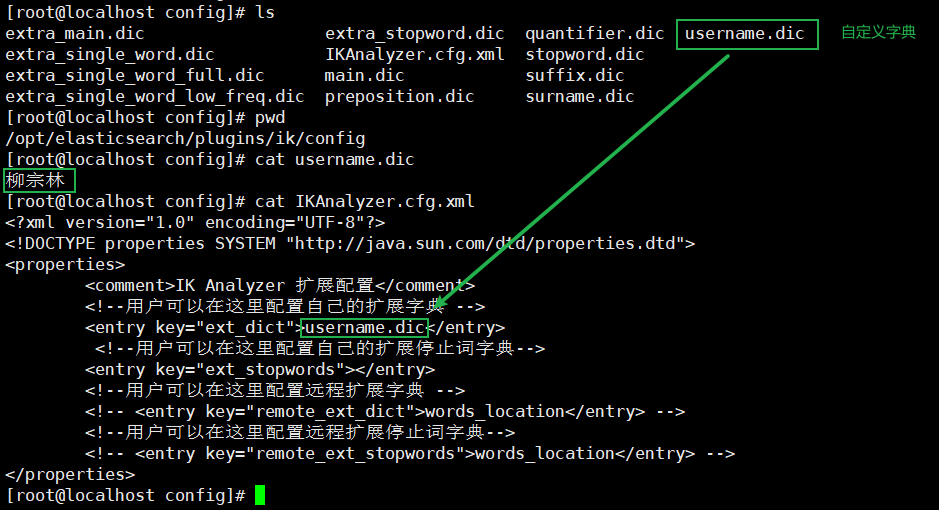 [root@localhost config]# ls
extra_main.dic extra_stopword.dic quantifier.dic username.dic 自定义字典
extra_single_word.dic IKAnalyzer.cfg.xml stopword.dic
extra_single_word_full.dic main.dic suffix.dic
extra_single_word_low_freq.dic preposition.dic surname.dic
[root@localhost config]# pwd
/opt/elasticsearch/plugins/ik/config
[root@localhost config]# cat username.dic
柳宗林
[root@localhost config]# cat IKAnalyzer.cfg.xml
<?xml version="1.0" encoding="UTF-8"?>
<!DOCTYPE properties SYSTEM "http://java.sun.com/dtd/properties.dtd">
<properties>
        <comment>IK Analyzer 扩展配置</comment>
        <!--用户可以在这里配置自己的扩展字典 -->
        <entry key="ext_dict">username.dic</entry>
         <!--用户可以在这里配置自己的扩展停止词字典-->
        <entry key="ext_stopwords"></entry>
        <!--用户可以在这里配置远程扩展字典 -->
        <!-- <entry key="remote_ext_dict">words_location</entry> -->
        <!--用户可以在这里配置远程扩展停止词字典-->
        <!-- <entry key="remote_ext_stopwords">words_location</entry> -->
</properties>
[root@localhost config]#